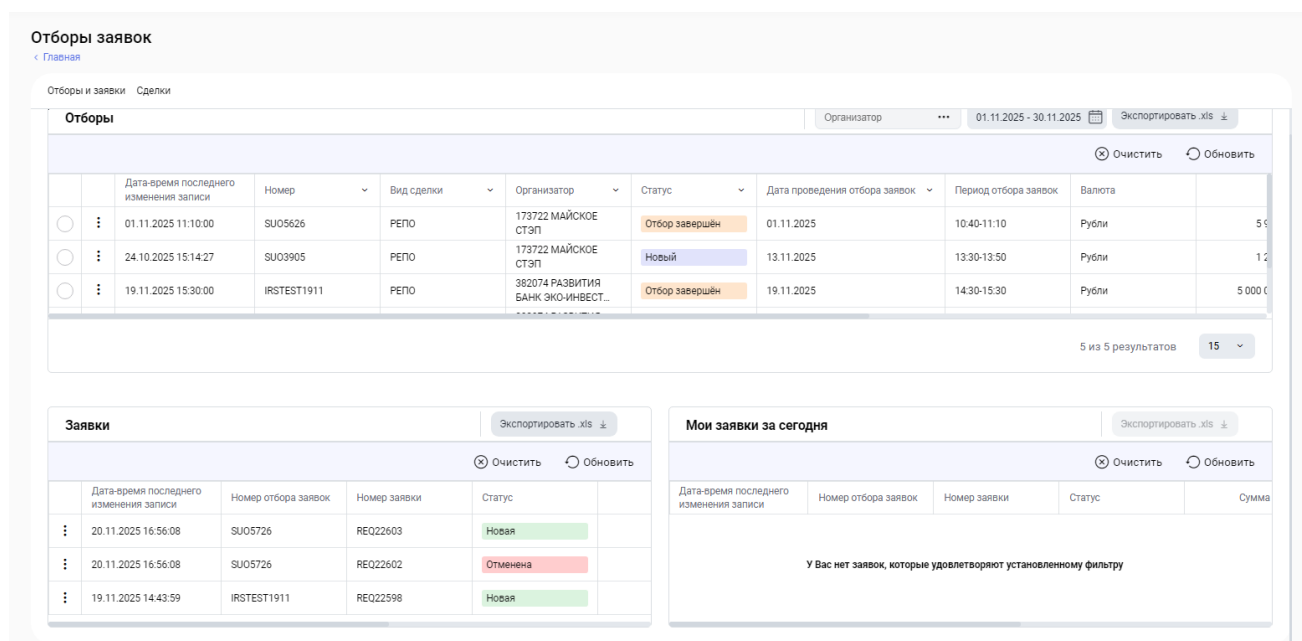 Отборы заявок
‹ Главная
Отборы и заявки Сделки
Отборы Организатор ••• 01.11.2025 - 30.11.2025 Экспортировать .xls
Очистить Обновить
Дата-время последнего изменения записи Номер Вид сделки Организатор Статус Дата проведения отбора заявок Период отбора заявок Валюта
01.11.2025 11:10:00 SUO5626 РЕПО 173722 МАЙСКОЕ СТЭП Отбор завершён 01.11.2025 10:40-11:10 Рубли 5 9
24.10.2025 15:14:27 SUO3905 РЕПО 173722 МАЙСКОЕ СТЭП Новый 13.11.2025 13:30-13:50 Рубли 1 2
19.11.2025 15:30:00 IRSTEST1911 РЕПО 382074 РАЗВИТИЯ БАНК ЭКО-ИНВЕСТ... Отбор завершён 19.11.2025 14:30-15:30 Рубли 5 000 0
5 из 5 результатов 15
Заявки Экспортировать .xls
Очистить Обновить
Дата-время последнего изменения записи Номер отбора заявок Номер заявки Статус
20.11.2025 16:56:08 SUO5726 REQ22603 Новая
20.11.2025 16:56:08 SUO5726 REQ22602 Отменена
19.11.2025 14:43:59 IRSTEST1911 REQ22598 Новая
Мои заявки за сегодня Экспортировать .xls
Очистить Обновить
Дата-время последнего изменения записи Номер отбора заявок Номер заявки Статус Сумма
У Вас нет заявок, которые удовлетворяют установленному фильтру